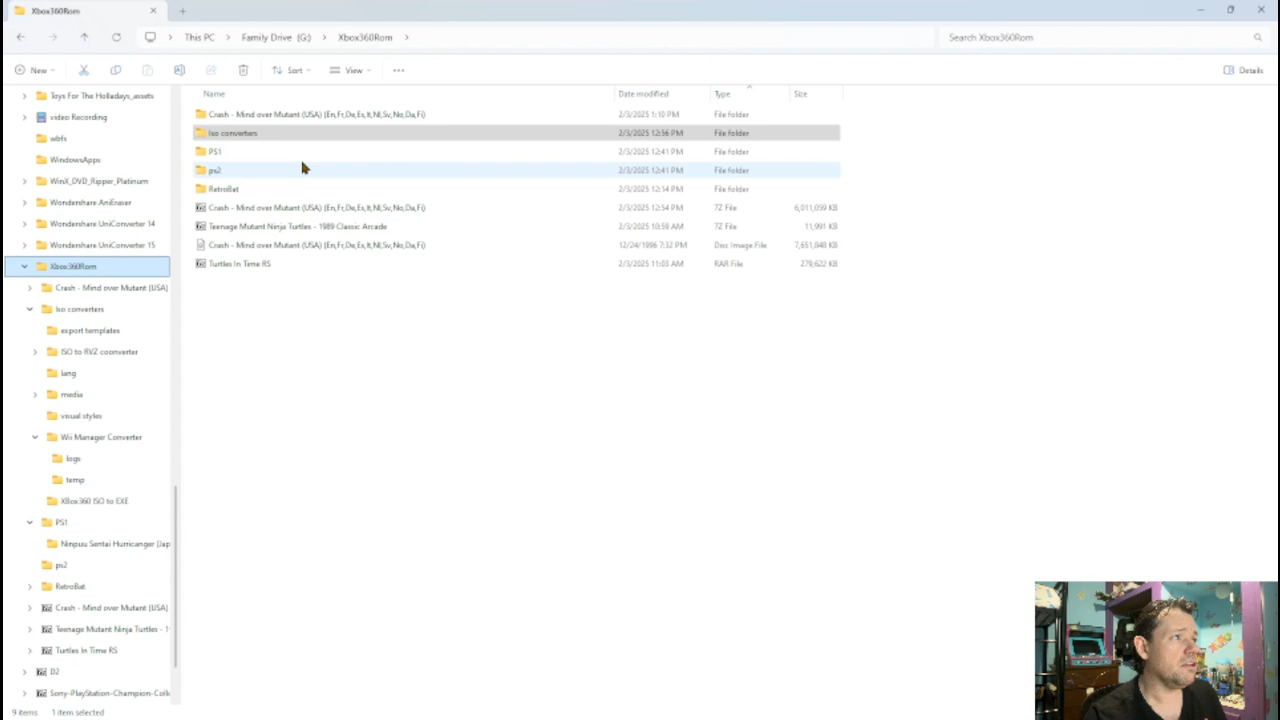 Xbox360Rom
This PC > Family Drive (G:) > Xbox360Rom >
Search Xbox360Rom
New
Sort
View
Details
Name
Date modified
Type
Size
Toys For The Holladays_assets
video Recording
wbfs
WindowsApps
WinX_DVD_Ripper_Platinum
Wondershare AniEraser
Wondershare UniConverter 14
Wondershare UniConverter 15
Xbox360Rom
Crash - Mind over Mutant (USA)
Iso converters
export templates
ISO to RVZ coonverter
lang
media
visual styles
Wii Manager Converter
logs
temp
XBox360 ISO to EXE
PS1
Ninpuu Sentai Hurricanger (Jap
ps2
RetroBat
Crash - Mind over Mutant (USA)
Teenage Mutant Ninja Turtles - 1
Turtles In Time RS
D2
Sony-PlayStation-Champion-Coll
Crash - Mind over Mutant (USA) (En,Fr,De,Es,It,Nl,Sv,No,Da,Fi) 2/3/2025 1:10 PM File folder
Iso converters 2/3/2025 12:56 PM File folder
PS1 2/3/2025 12:41 PM File folder
ps2 2/3/2025 12:41 PM File folder
RetroBat 2/3/2025 12:14 PM File folder
Crash - Mind over Mutant (USA) (En,Fr,De,Es,It,Nl,Sv,No,Da,Fi) 2/3/2025 12:54 PM 7Z File 6,011,059 KB
Teenage Mutant Ninja Turtles - 1989 Classic Arcade 2/3/2025 10:59 AM 7Z File 11,991 KB
Crash - Mind over Mutant (USA) (En,Fr,De,Es,It,Nl,Sv,No,Da,Fi) 12/24/1996 7:32 PM Disc Image File 7,651,848 KB
Turtles In Time RS 2/3/2025 11:03 AM RAR File 279,622 KB
9 items 1 item selected